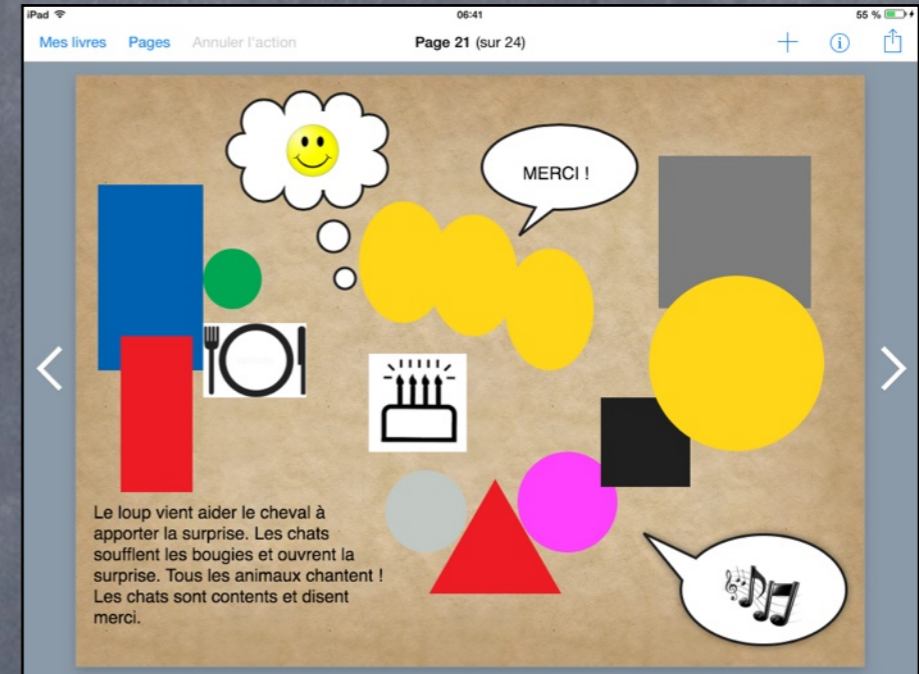 iPad 06:41 55 %
Mes livres Pages Annuler l'action Page 21 (sur 24)
MERCI !
Le loup vient aider le cheval à
apporter la surprise. Les chats
soufflent les bougies et ouvrent la
surprise. Tous les animaux chantent !
Les chats sont contents et disent
merci.